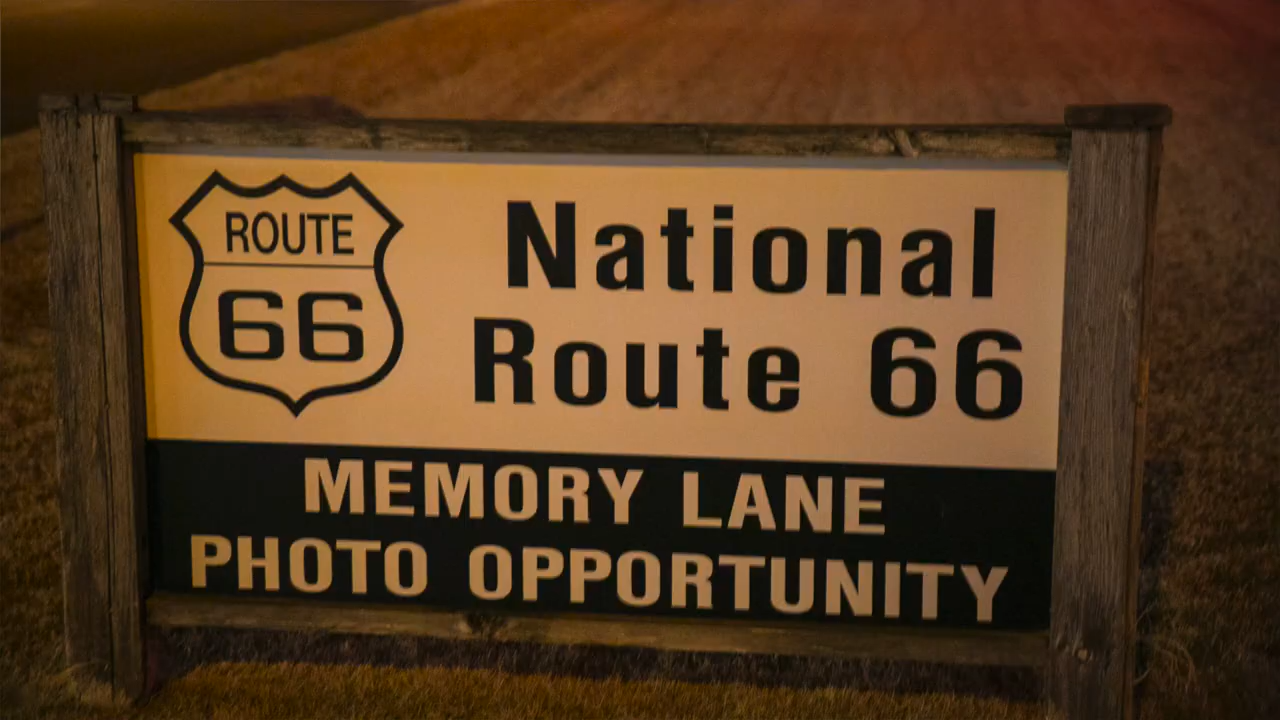 ROUTE
66
National
Route 66
MEMORY LANE
PHOTO OPPORTUNITY